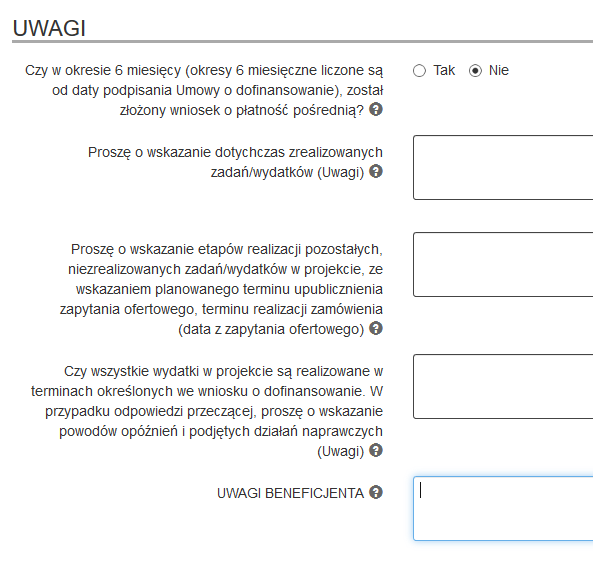 UWAGI
Czy w okresie 6 miesięcy (okresy 6 miesięczne liczone są
od daty podpisania Umowy o dofinansowanie), został
złożony wniosek o płatność pośrednią? ?
Tak Nie
Proszę o wskazanie dotychczas zrealizowanych
zadań/wydatków (Uwagi) ?
Proszę o wskazanie etapów realizacji pozostałych,
niezrealizowanych zadań/wydatków w projekcie, ze
wskazaniem planowanego terminu upublicznienia
zapytania ofertowego, terminu realizacji zamówienia
(data z zapytania ofertowego) ?
Czy wszystkie wydatki w projekcie są realizowane w
terminach określonych we wniosku o dofinansowanie. W
przypadku odpowiedzi przeczącej, proszę o wskazanie
powodów opóźnień i podjętych działań naprawczych
(Uwagi) ?
UWAGI BENEFICJENTA ?